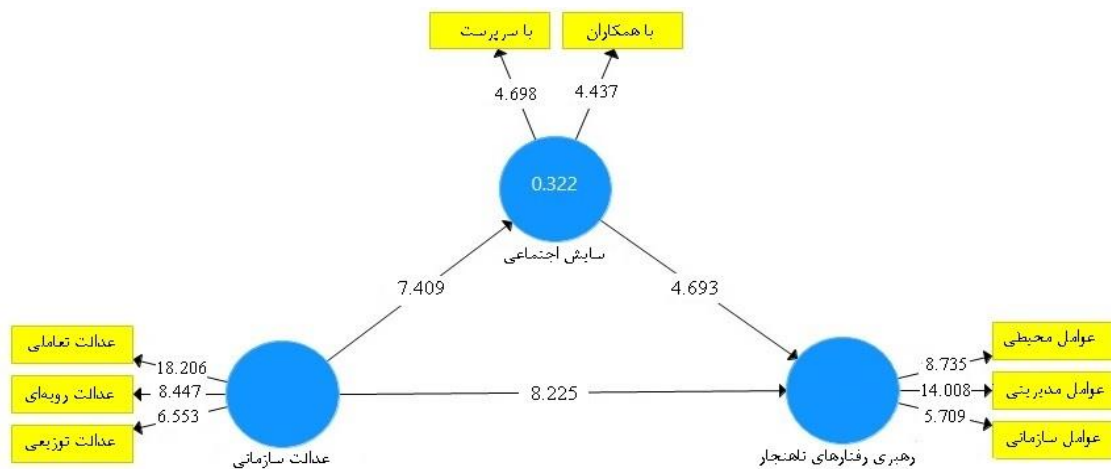 با سرپرست
با همکاران
4.698
4.437
0.322
سایش اجتماعی
7.409
4.693
عدالت تعاملی
18.206
عدالت رویه‌ای
8.447
عدالت توزیعی
6.553
عدالت سازمانی
8.225
عوامل محیطی
8.735
عوامل مدیریتی
14.008
عوامل سازمانی
5.709
رهبری رفتارهای ناهنجار